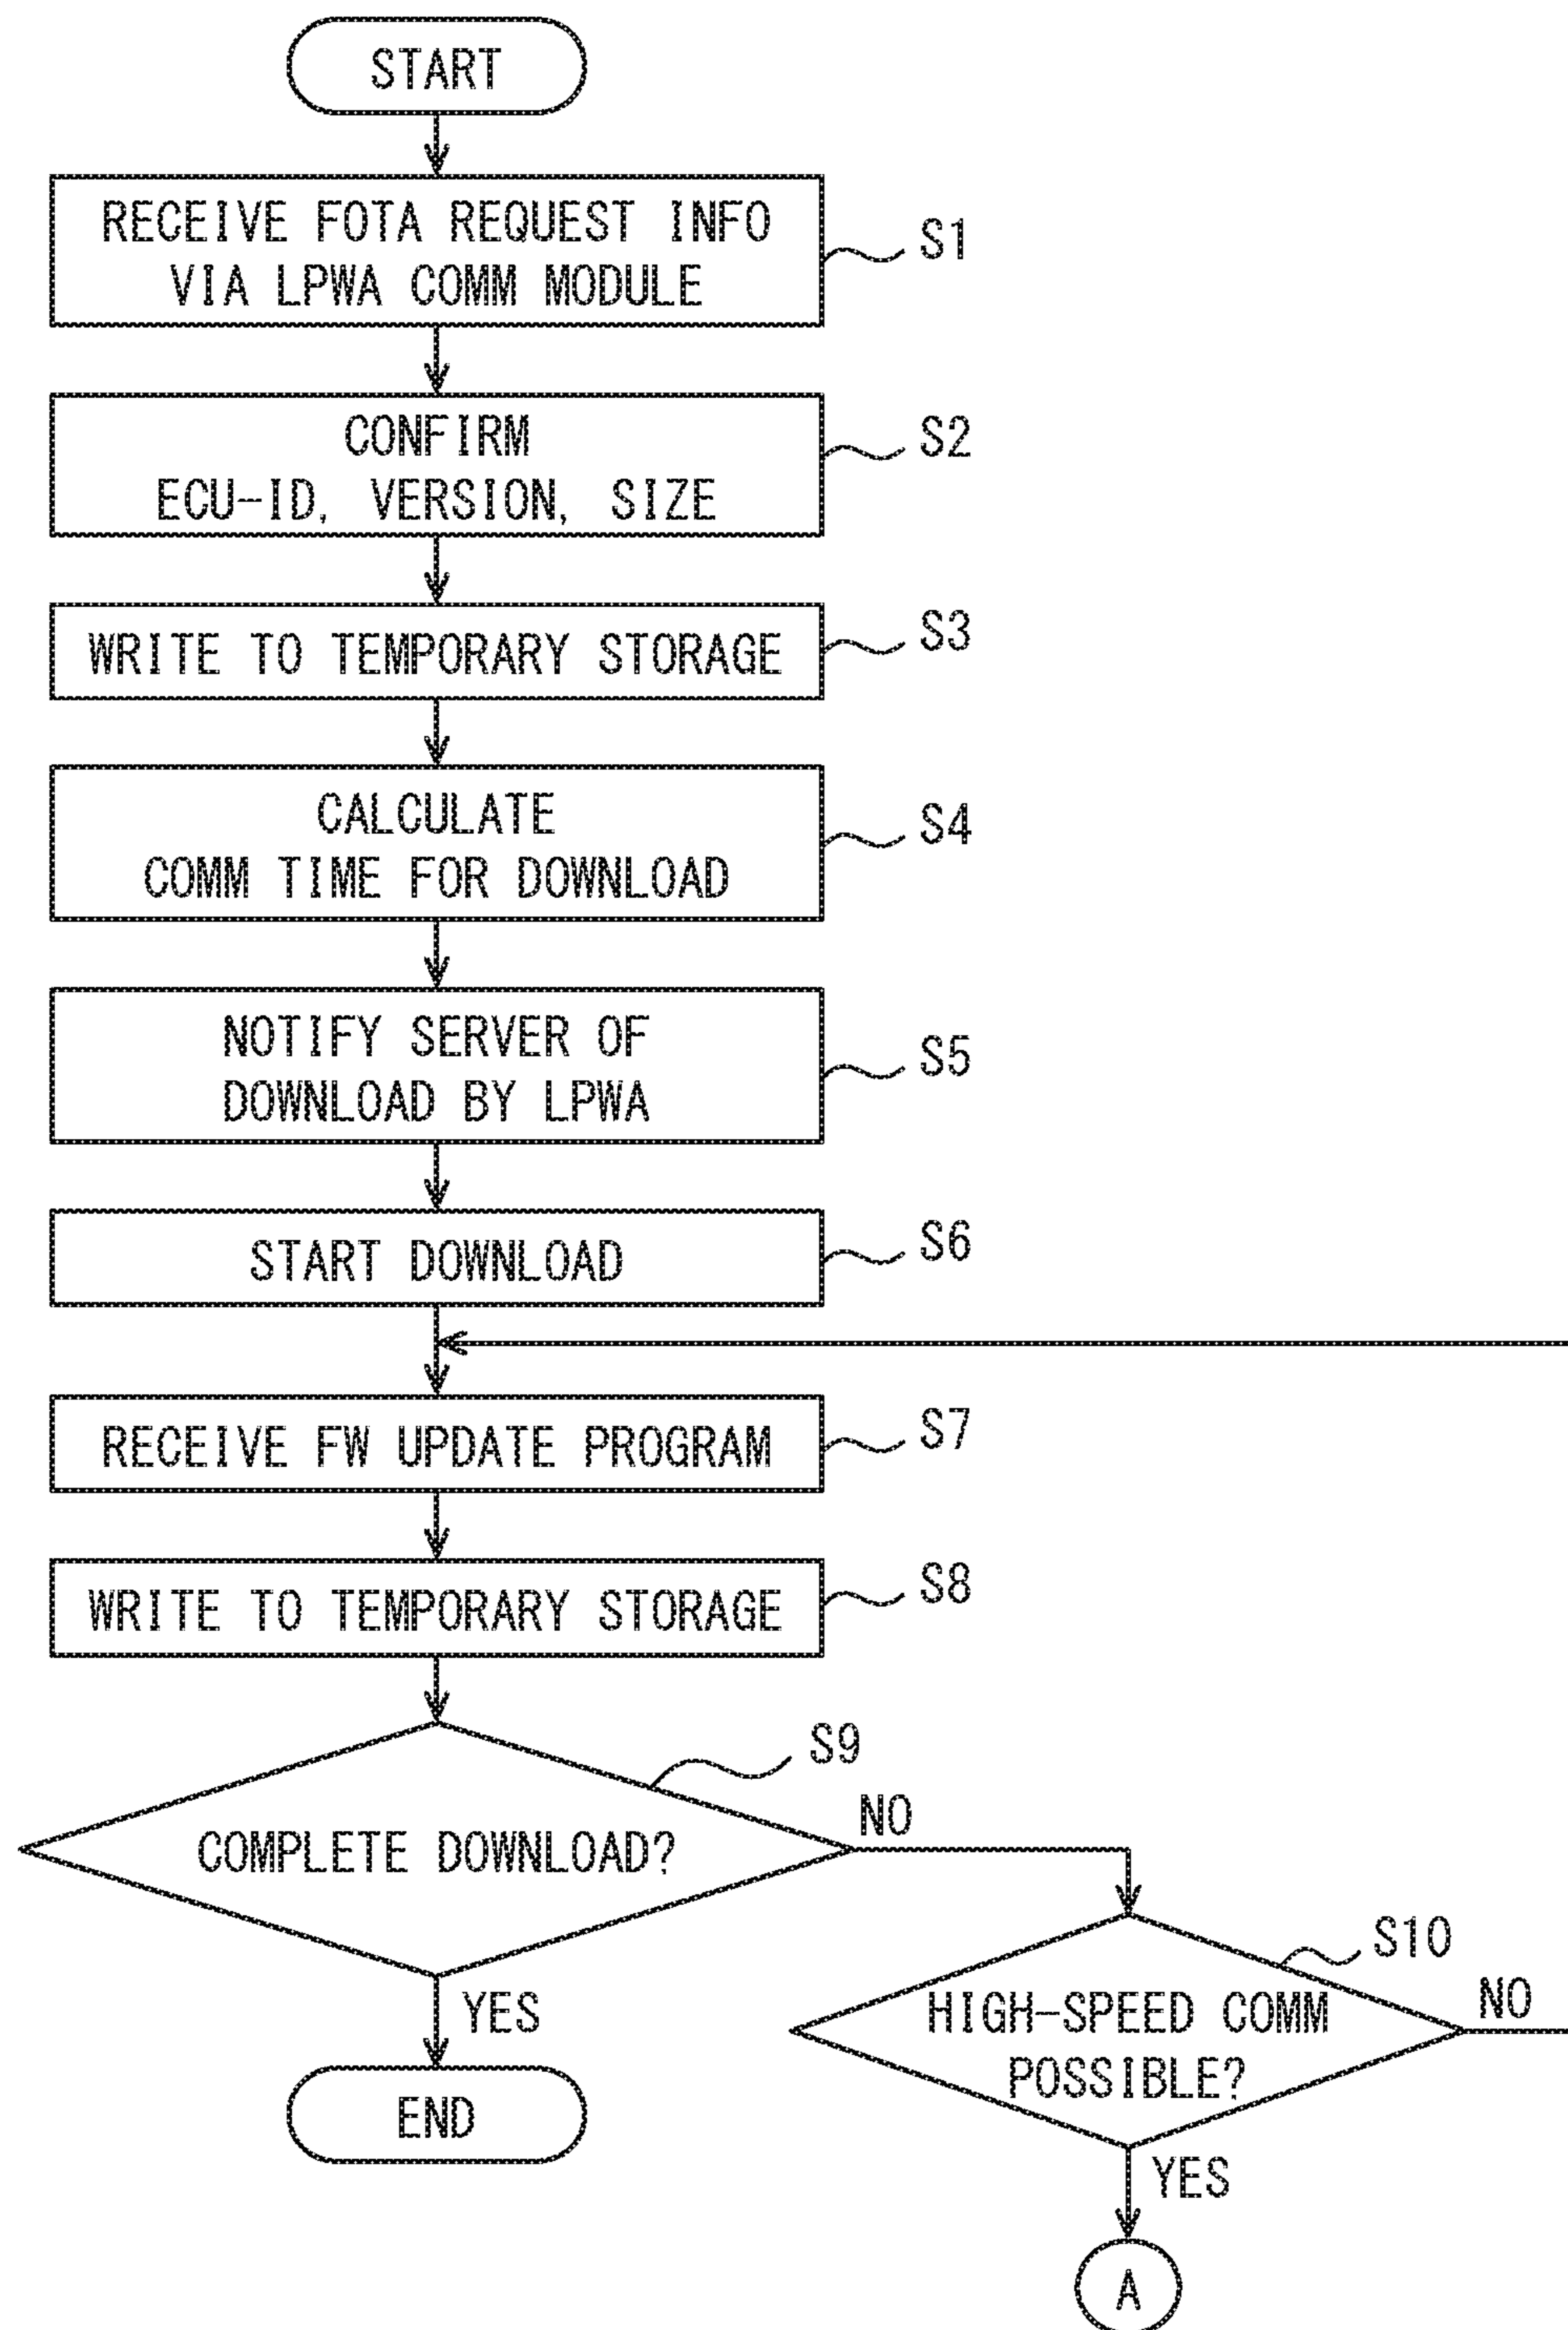 START
RECEIVE FOTA REQUEST INFO
VIA LPWA COMM MODULE
S1
CONFIRM
ECU-ID, VERSION, SIZE
S2
WRITE TO TEMPORARY STORAGE
S3
CALCULATE
COMM TIME FOR DOWNLOAD
S4
NOTIFY SERVER OF
DOWNLOAD BY LPWA
S5
START DOWNLOAD
S6
RECEIVE FW UPDATE PROGRAM
S7
WRITE TO TEMPORARY STORAGE
S8
COMPLETE DOWNLOAD?
S9
NO
YES
END
HIGH-SPEED COMM
POSSIBLE?
S10
NO
YES
A